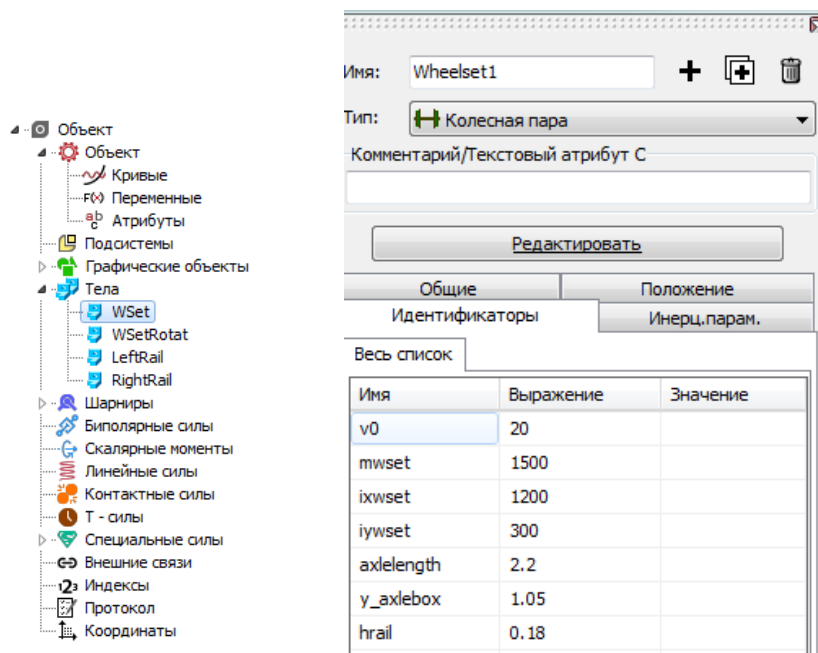 Объект
Объект
Кривые
F(x) Переменные
Атрибуты
Подсистемы
Графические объекты
Тела
WSet
WSetRotat
LeftRail
RightRail
Шарниры
Биполярные силы
Скалярные моменты
Линейные силы
Контактные силы
Т - силы
Специальные силы
Внешние связи
Индексы
Протокол
Координаты
Имя: Wheelset1
Тип: Колесная пара
Комментарий/Текстовый атрибут C
Редактировать
Общие Положение
Идентификаторы Инерц.парам.
Весь список
Имя Выражение Значение
v0 20
mwset 1500
ixwset 1200
iywset 300
axlelength 2.2
y_axlebox 1.05
hrail 0.18